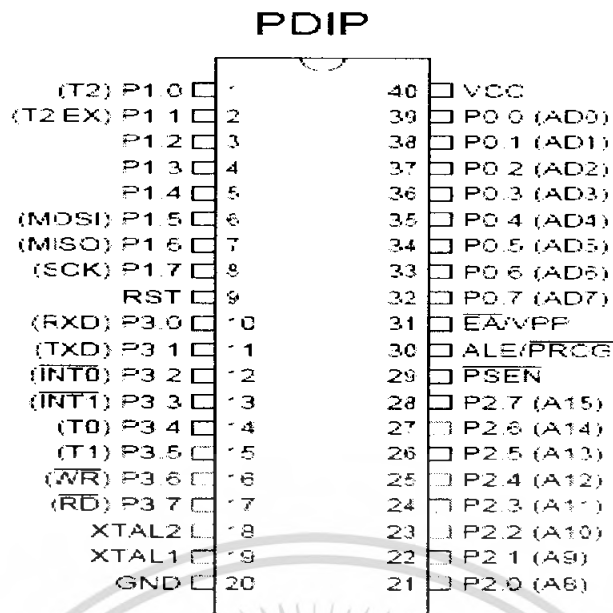 PDIP
(T2) P1.0 1 40 VCC
(T2 EX) P1.1 2 39 P0.0 (AD0)
P1.2 3 38 P0.1 (AD1)
P1.3 4 37 P0.2 (AD2)
P1.4 5 36 P0.3 (AD3)
(MOSI) P1.5 6 35 P0.4 (AD4)
(MISO) P1.6 7 34 P0.5 (AD5)
(SCK) P1.7 8 33 P0.6 (AD6)
RST 9 32 P0.7 (AD7)
(RXD) P3.0 10 31 EA/VPP
(TXD) P3.1 11 30 ALE/PROG
(INT0) P3.2 12 29 PSEN
(INT1) P3.3 13 28 P2.7 (A15)
(T0) P3.4 14 27 P2.6 (A14)
(T1) P3.5 15 26 P2.5 (A13)
(WR) P3.6 16 25 P2.4 (A12)
(RD) P3.7 17 24 P2.3 (A11)
XTAL2 18 23 P2.2 (A10)
XTAL1 19 22 P2.1 (A9)
GND 20 21 P2.0 (A8)